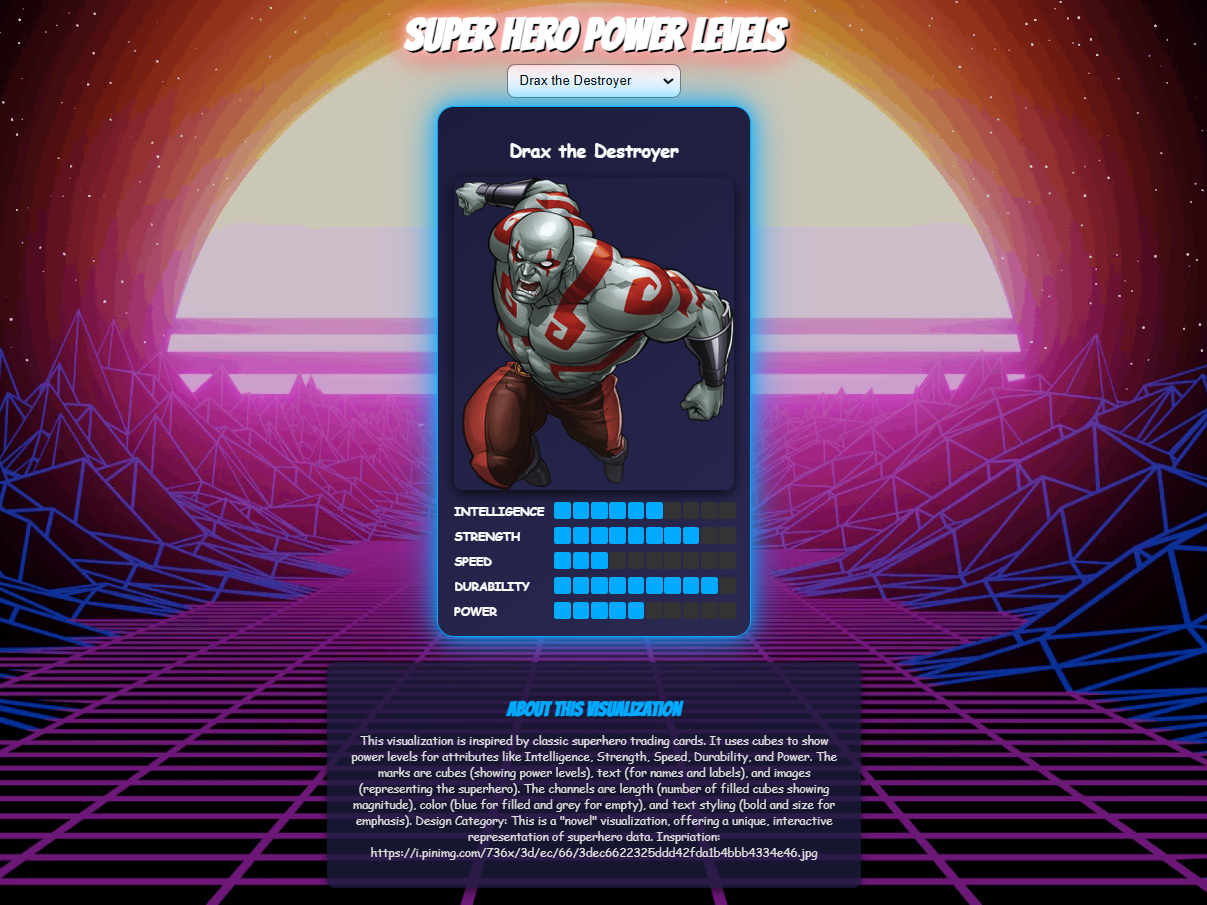 SUPER HERO POWER LEVELS
Drax the Destroyer
Drax the Destroyer
INTELLIGENCE
STRENGTH
SPEED
DURABILITY
POWER
ABOUT THIS VISUALIZATION
This visualization is inspired by classic superhero trading cards. It uses cubes to show
power levels for attributes like Intelligence, Strength, Speed, Durability, and Power. The
marks are cubes (showing power levels), text (for names and labels), and images
(representing the superhero). The channels are length (number of filled cubes showing
magnitude), color (blue for filled and grey for empty), and text styling (bold and size for
emphasis). Design Category: This is a "novel" visualization, offering a unique, interactive
representation of superhero data. Inspriation:
https://i.pinimg.com/736x/3d/ec/66/3dec6622325ddd42fda1b4bbb4334e46.jpg